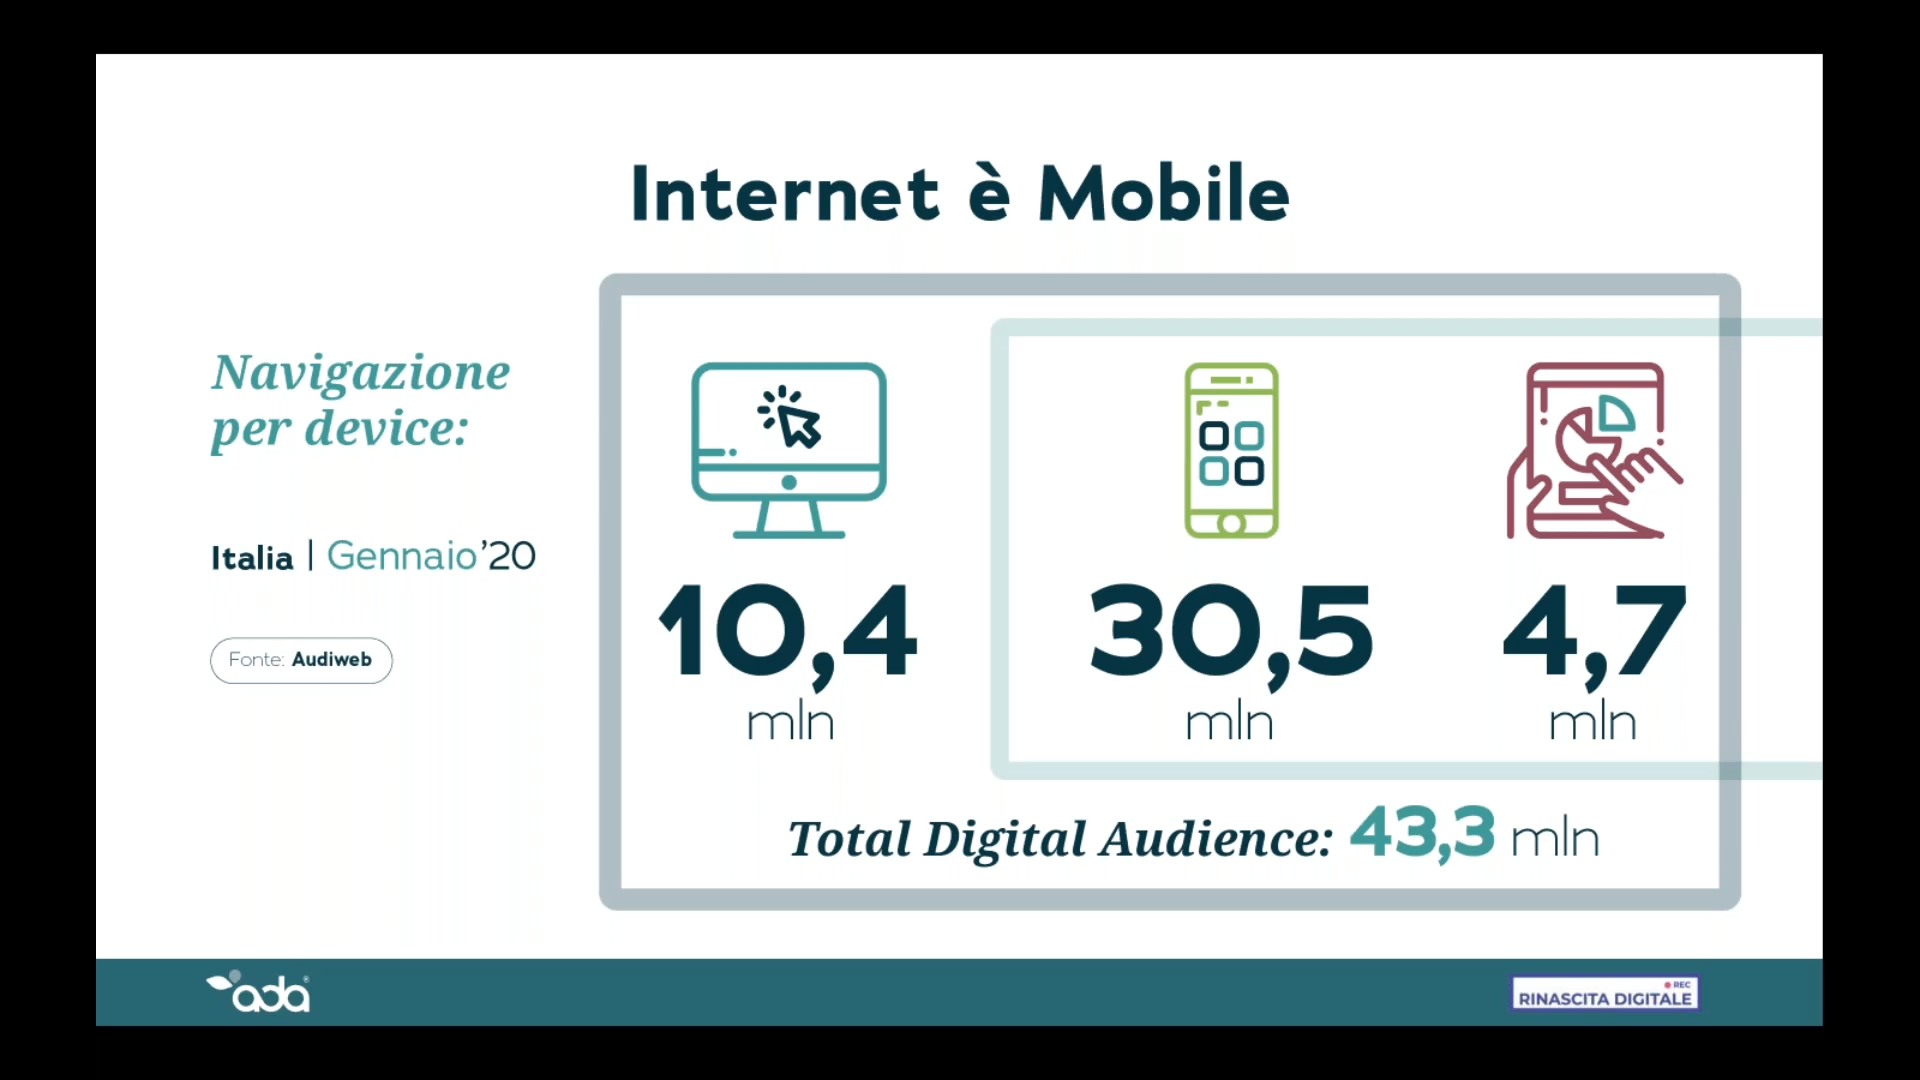 Internet è Mobile
Navigazione
per device:
Italia | Gennaio '20
Fonte: Audiweb
10,4
mln
30,5
mln
4,7
mln
Total Digital Audience: 43,3 mln
ada
REC
RINASCITA DIGITALE